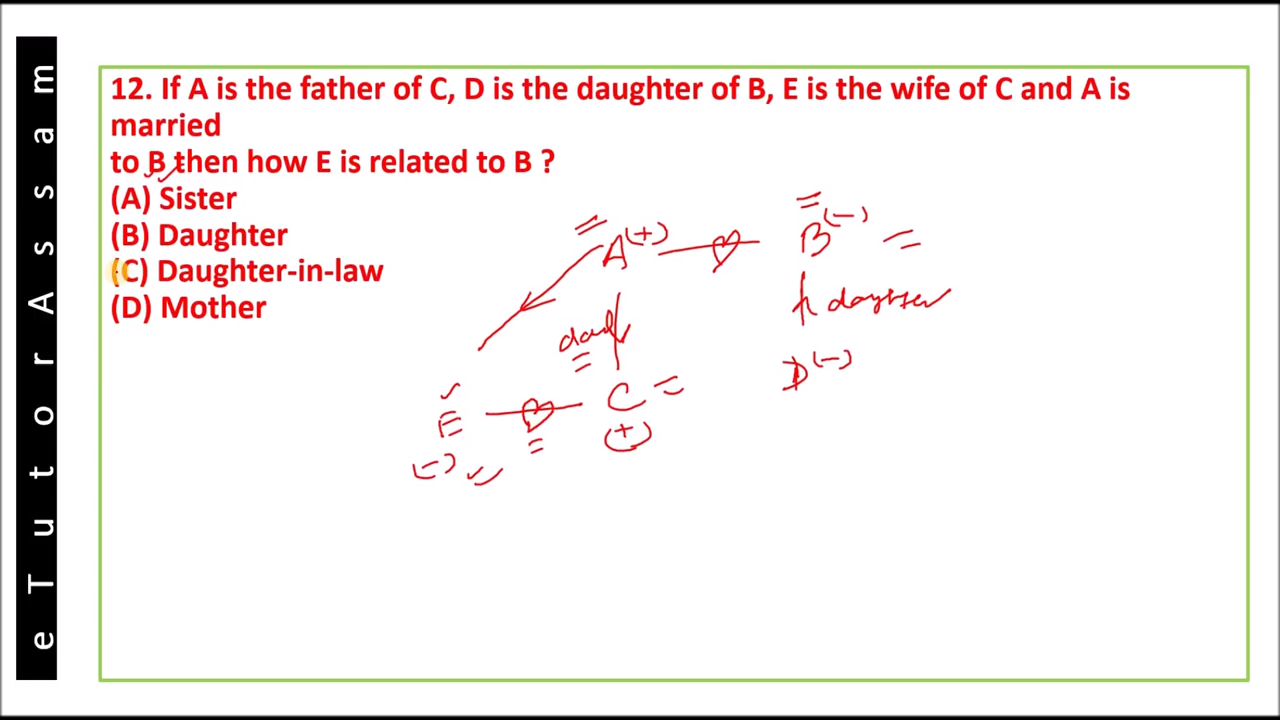 eTutorAssam
12. If A is the father of C, D is the daughter of B, E is the wife of C and A is
married
to B then how E is related to B ?
(A) Sister
(B) Daughter
(C) Daughter-in-law
(D) Mother
A(+) B(-)
daughter
D(-)
E C
(-) (+)